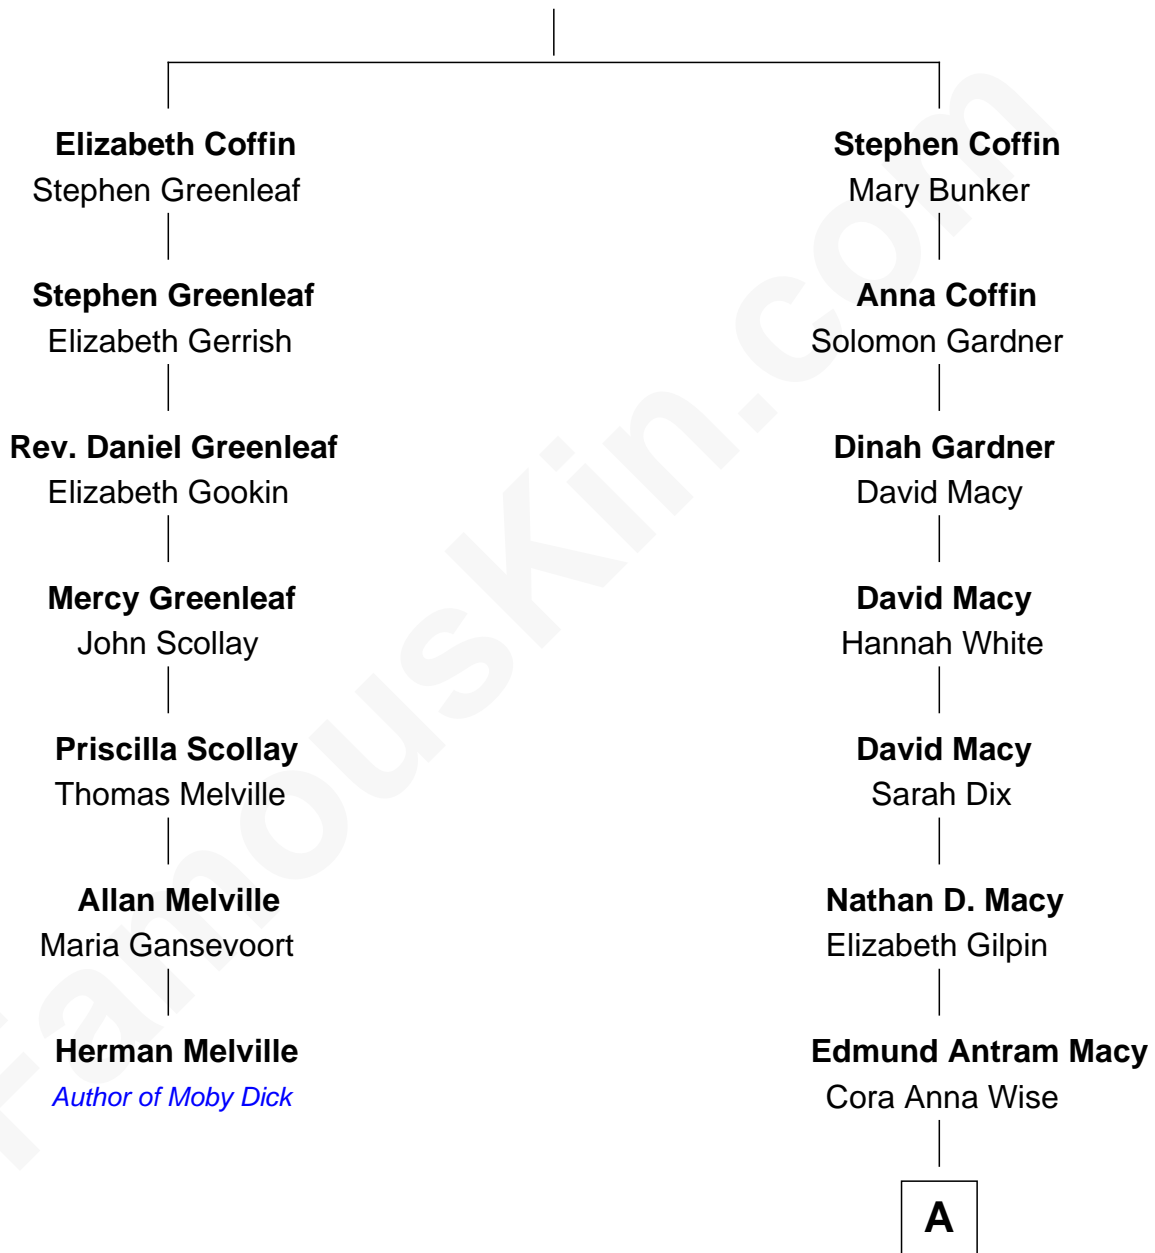 Elizabeth Coffin
Stephen Greenleaf
Stephen Greenleaf
Elizabeth Gerrish
Rev. Daniel Greenleaf
Elizabeth Gookin
Mercy Greenleaf
John Scollay
Priscilla Scollay
Thomas Melville
Allan Melville
Maria Gansevoort
Herman Melville
Author of Moby Dick
Stephen Coffin
Mary Bunker
Anna Coffin
Solomon Gardner
Dinah Gardner
David Macy
David Macy
Hannah White
David Macy
Sarah Dix
Nathan D. Macy
Elizabeth Gilpin
Edmund Antram Macy
Cora Anna Wise
A
FamousKin.com